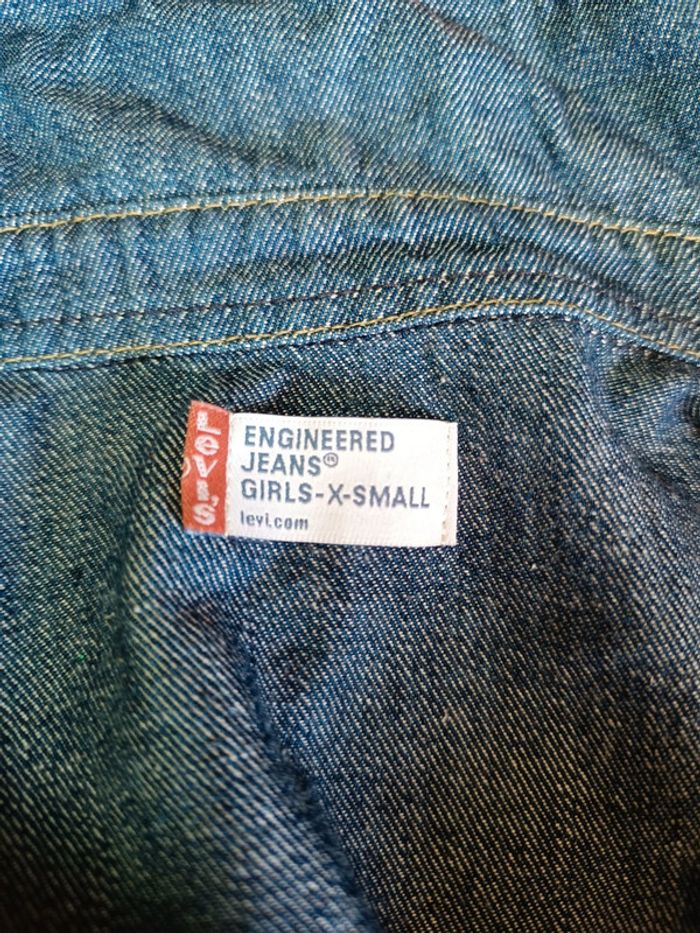 Levi's
ENGINEERED
JEANS®
GIRLS-X-SMALL
levi.com